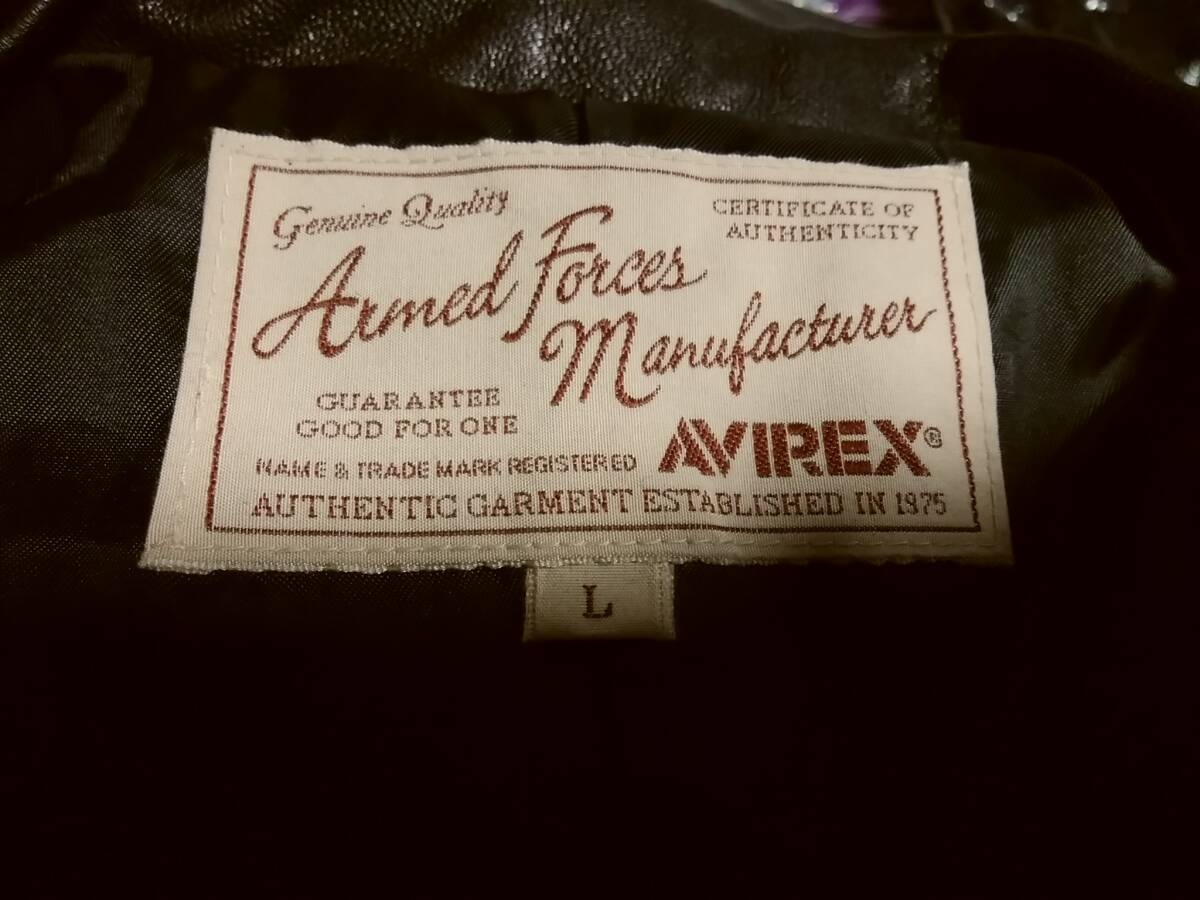 Genuine Quality
CERTIFICATE OF
AUTHENTICITY
Armed Forces
Manufacturer
GUARANTEE
GOOD FOR ONE
NAME & TRADE MARK REGISTERED
AVIREX®
AUTHENTIC GARMENT ESTABLISHED IN 1975
L